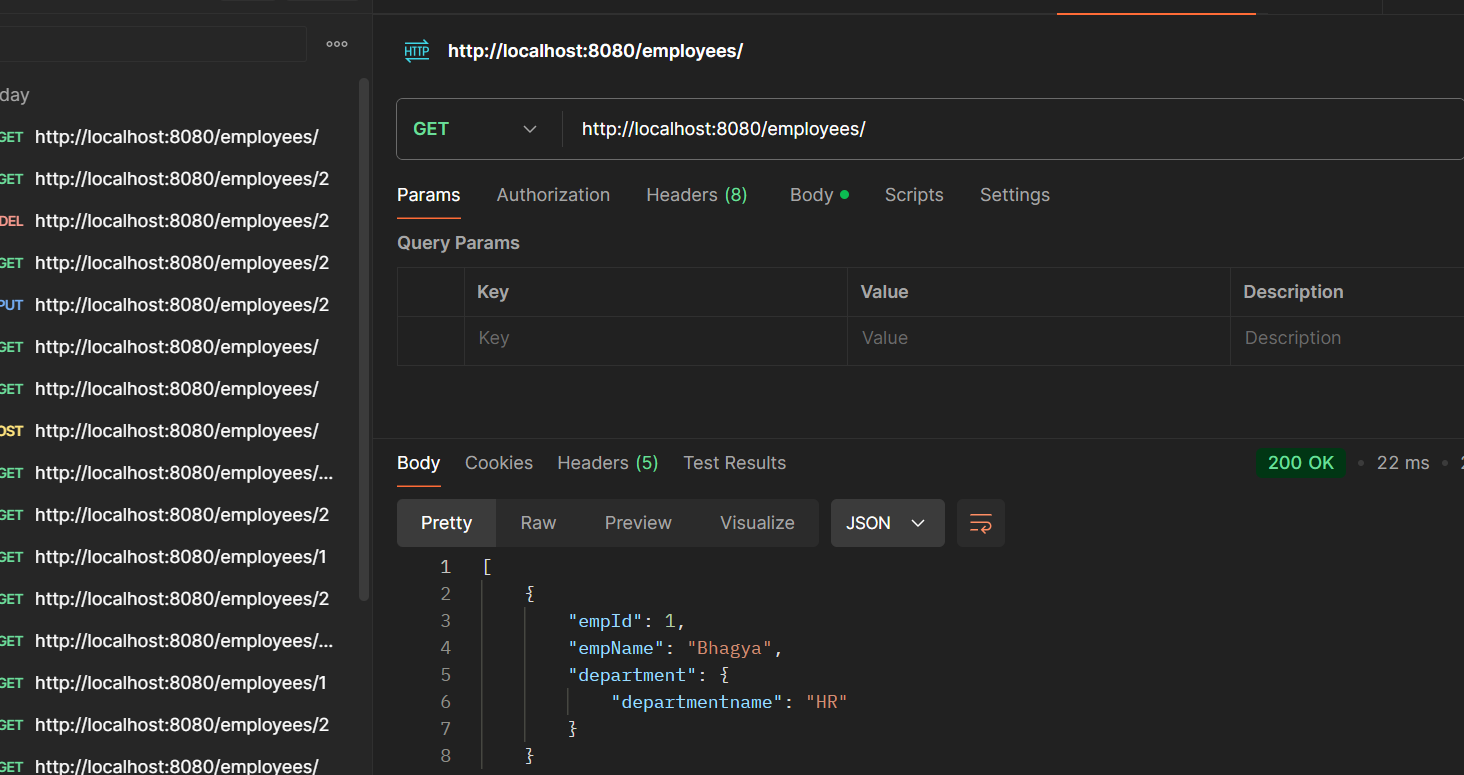 day
GET http://localhost:8080/employees/
GET http://localhost:8080/employees/2
DEL http://localhost:8080/employees/2
GET http://localhost:8080/employees/2
PUT http://localhost:8080/employees/2
GET http://localhost:8080/employees/
GET http://localhost:8080/employees/
OST http://localhost:8080/employees/
GET http://localhost:8080/employees/...
GET http://localhost:8080/employees/2
GET http://localhost:8080/employees/1
GET http://localhost:8080/employees/2
GET http://localhost:8080/employees/...
GET http://localhost:8080/employees/1
GET http://localhost:8080/employees/2
GET http://localhost:8080/employees/
HTTP http://localhost:8080/employees/
GET http://localhost:8080/employees/
Params Authorization Headers (8) Body Scripts Settings
Query Params
Key Value Description
Key Value Description
Body Cookies Headers (5) Test Results 200 OK • 22 ms •
Pretty Raw Preview Visualize JSON
1 [
2 {
3 "empId": 1,
4 "empName": "Bhagya",
5 "department": {
6 "departmentname": "HR"
7 }
8 }